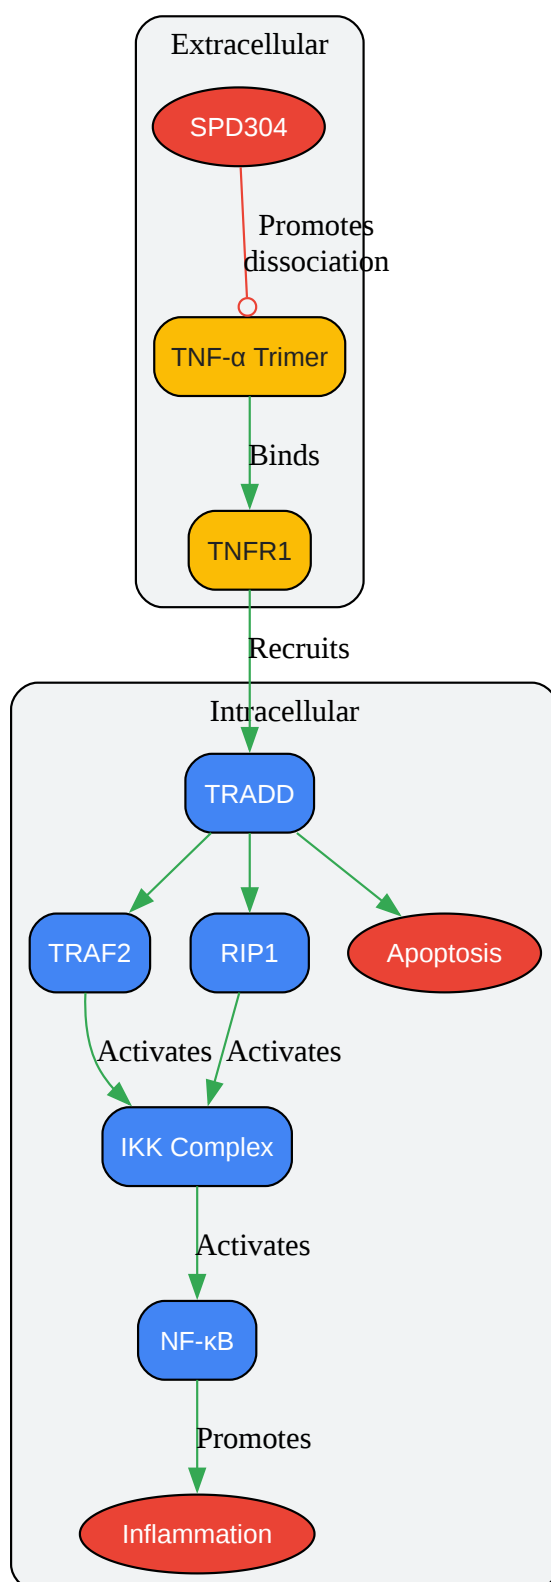 Extracellular
SPD304
Promotes
dissociation
TNF-α Trimer
Binds
TNFR1
Recruits
Intracellular
TRADD
TRAF2
RIP1
Apoptosis
Activates
Activates
IKK Complex
Activates
NF-κB
Promotes
Inflammation